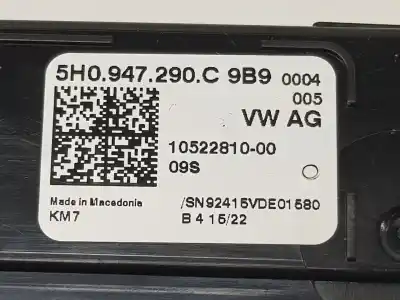 5H0.947.290.C 9B9 0004
005
VW AG
10522810-00
09S
Made in Macedonia
KM7
/SN92415VDE01580
B 4 15/22